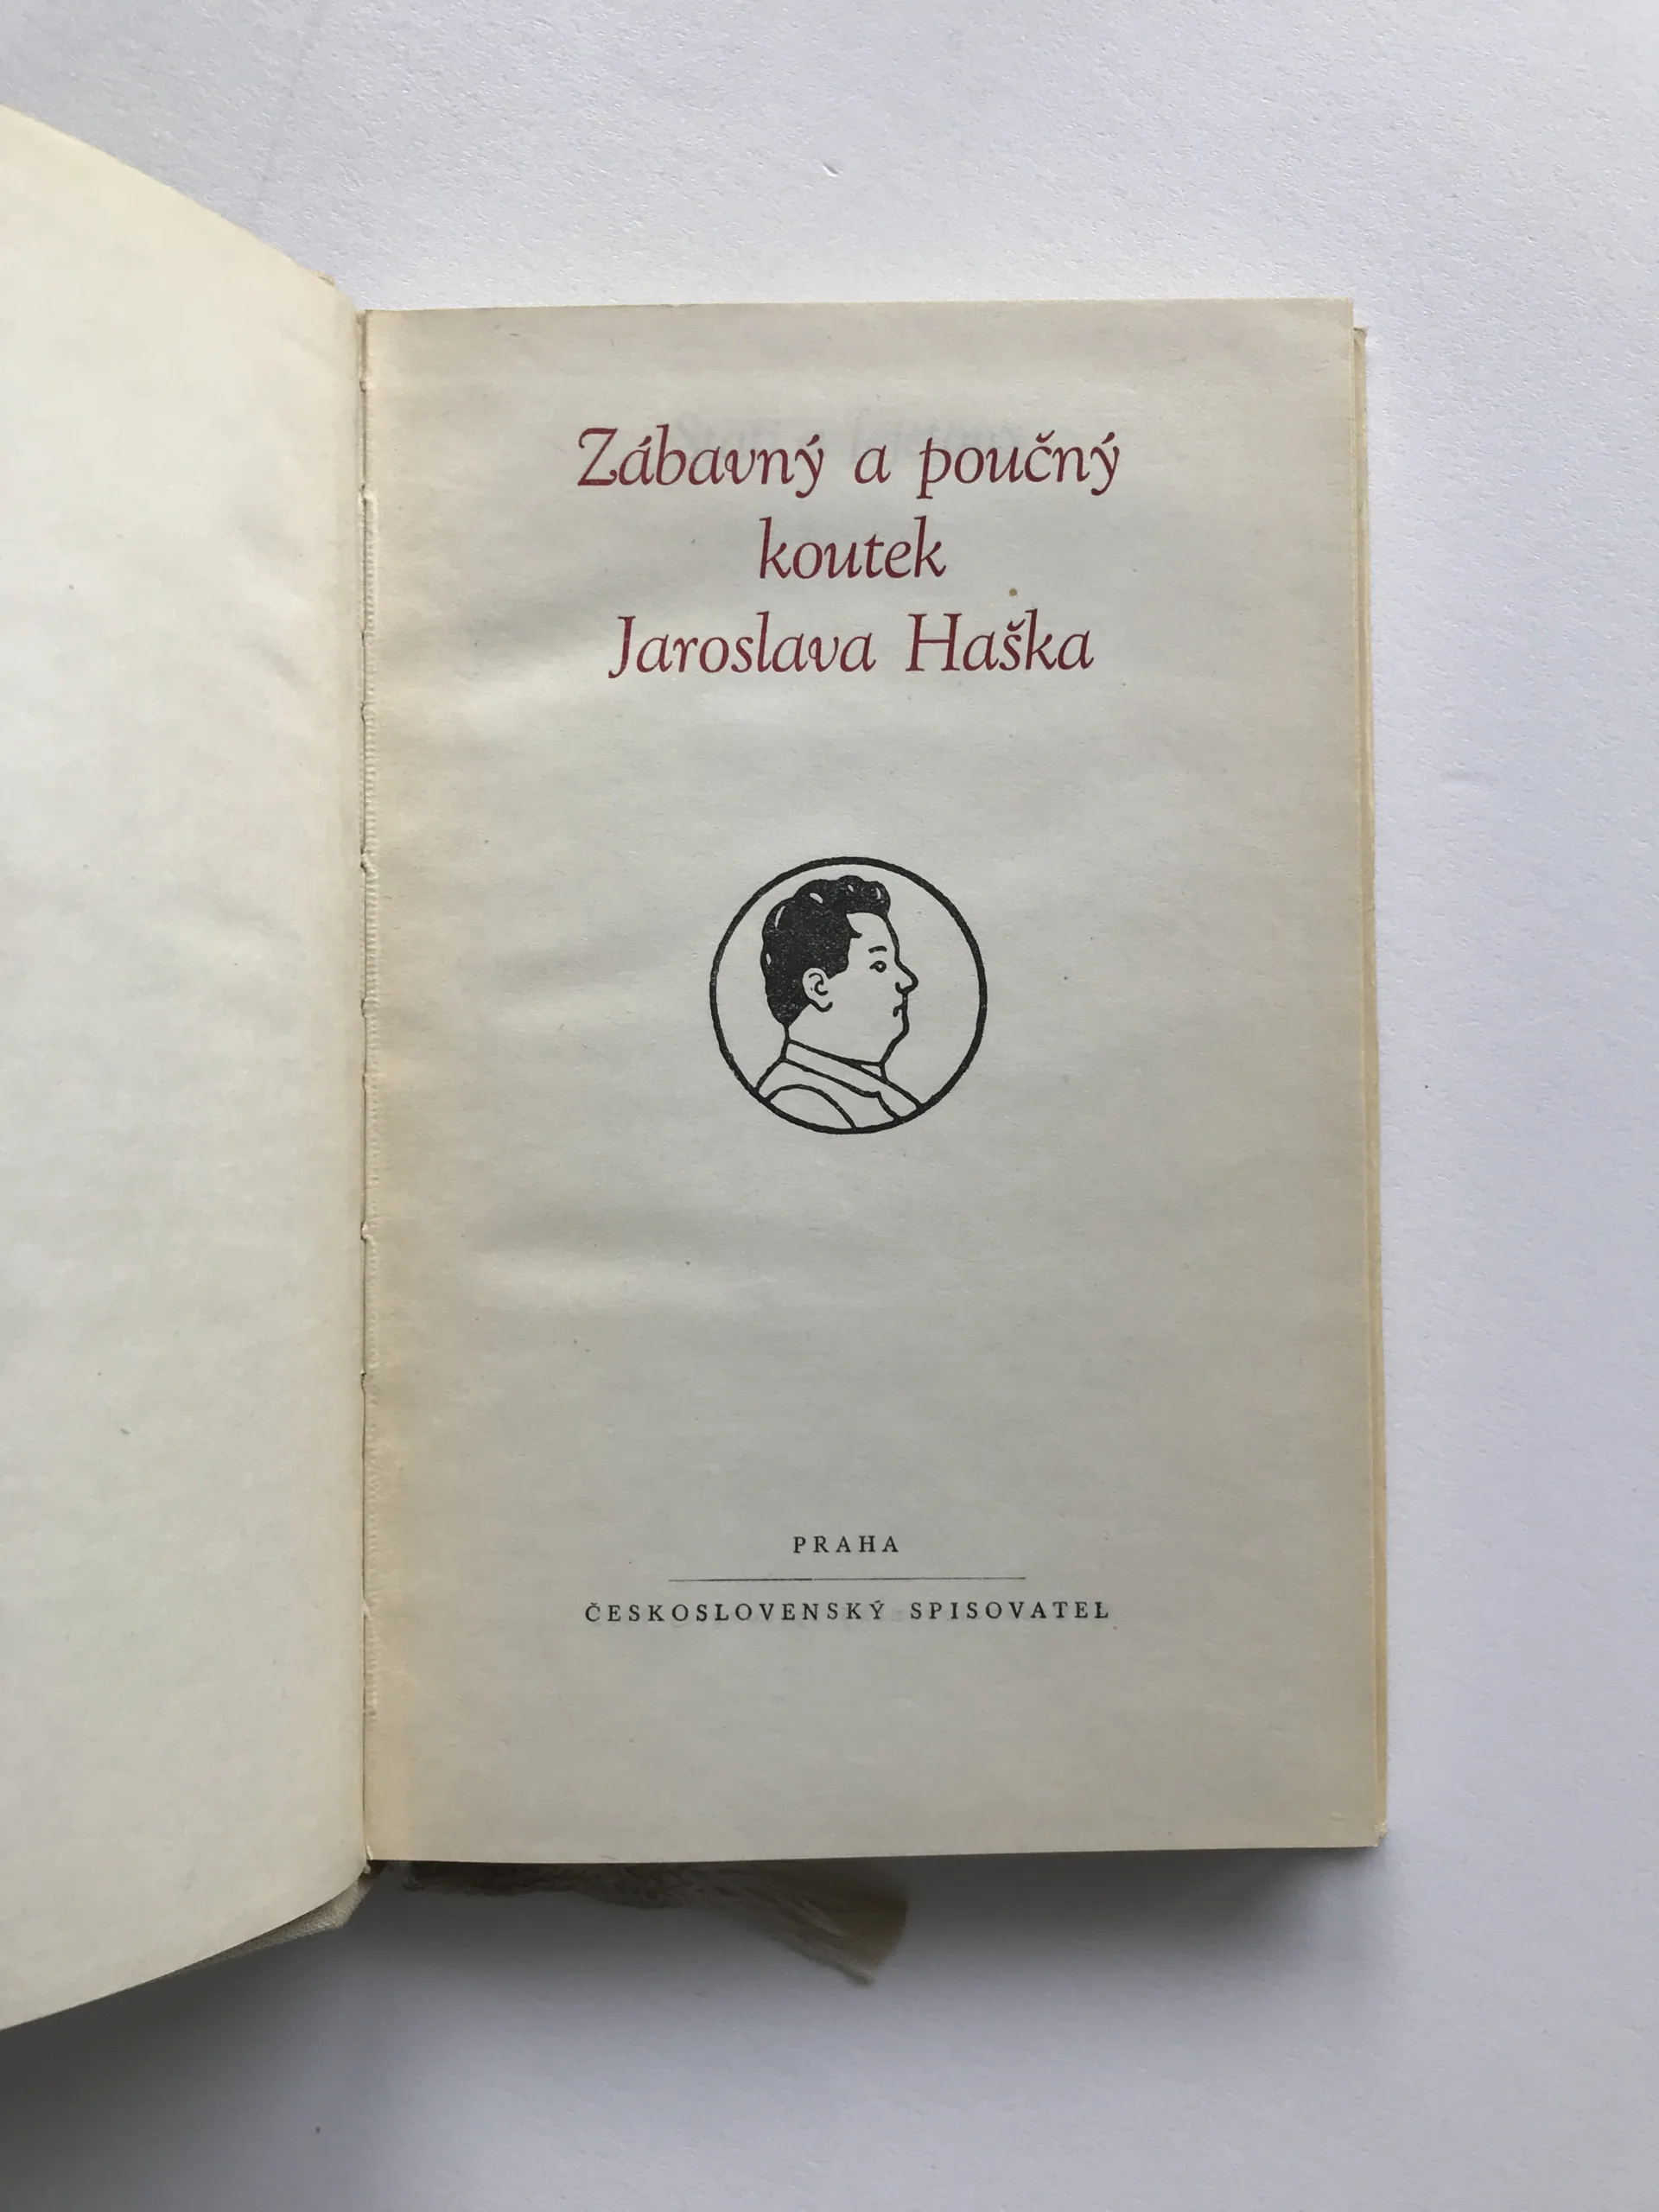 Zábavný a poučný
koutek
Jaroslava Haška
PRAHA
ČESKOSLOVENSKÝ SPISOVATEL